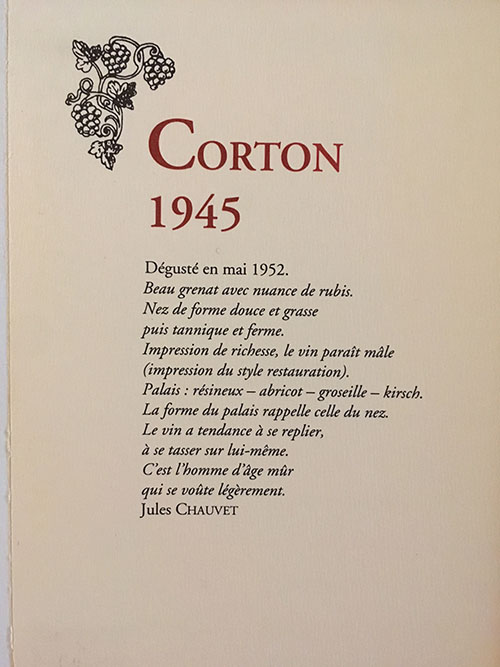 CORTON
1945
Dégusté en mai 1952.
Beau grenat avec nuance de rubis.
Nez de forme douce et grasse
puis tannique et ferme.
Impression de richesse, le vin paraît mâle
(impression du style restauration).
Palais : résineux – abricot – groseille – kirsch.
La forme du palais rappelle celle du nez.
Le vin a tendance à se replier,
à se tasser sur lui-même.
C'est l'homme d'âge mûr
qui se voûte légèrement.
Jules CHAUVET